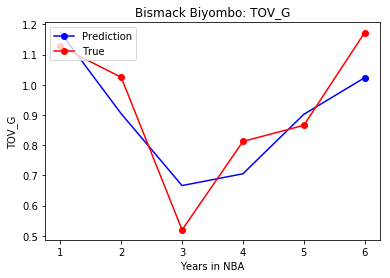 Bismack Biyombo: TOV_G
Prediction
True
1.2
1.1
1.0
0.9
0.8
0.7
0.6
0.5
TOV_G
1 2 3 4 5 6
Years in NBA